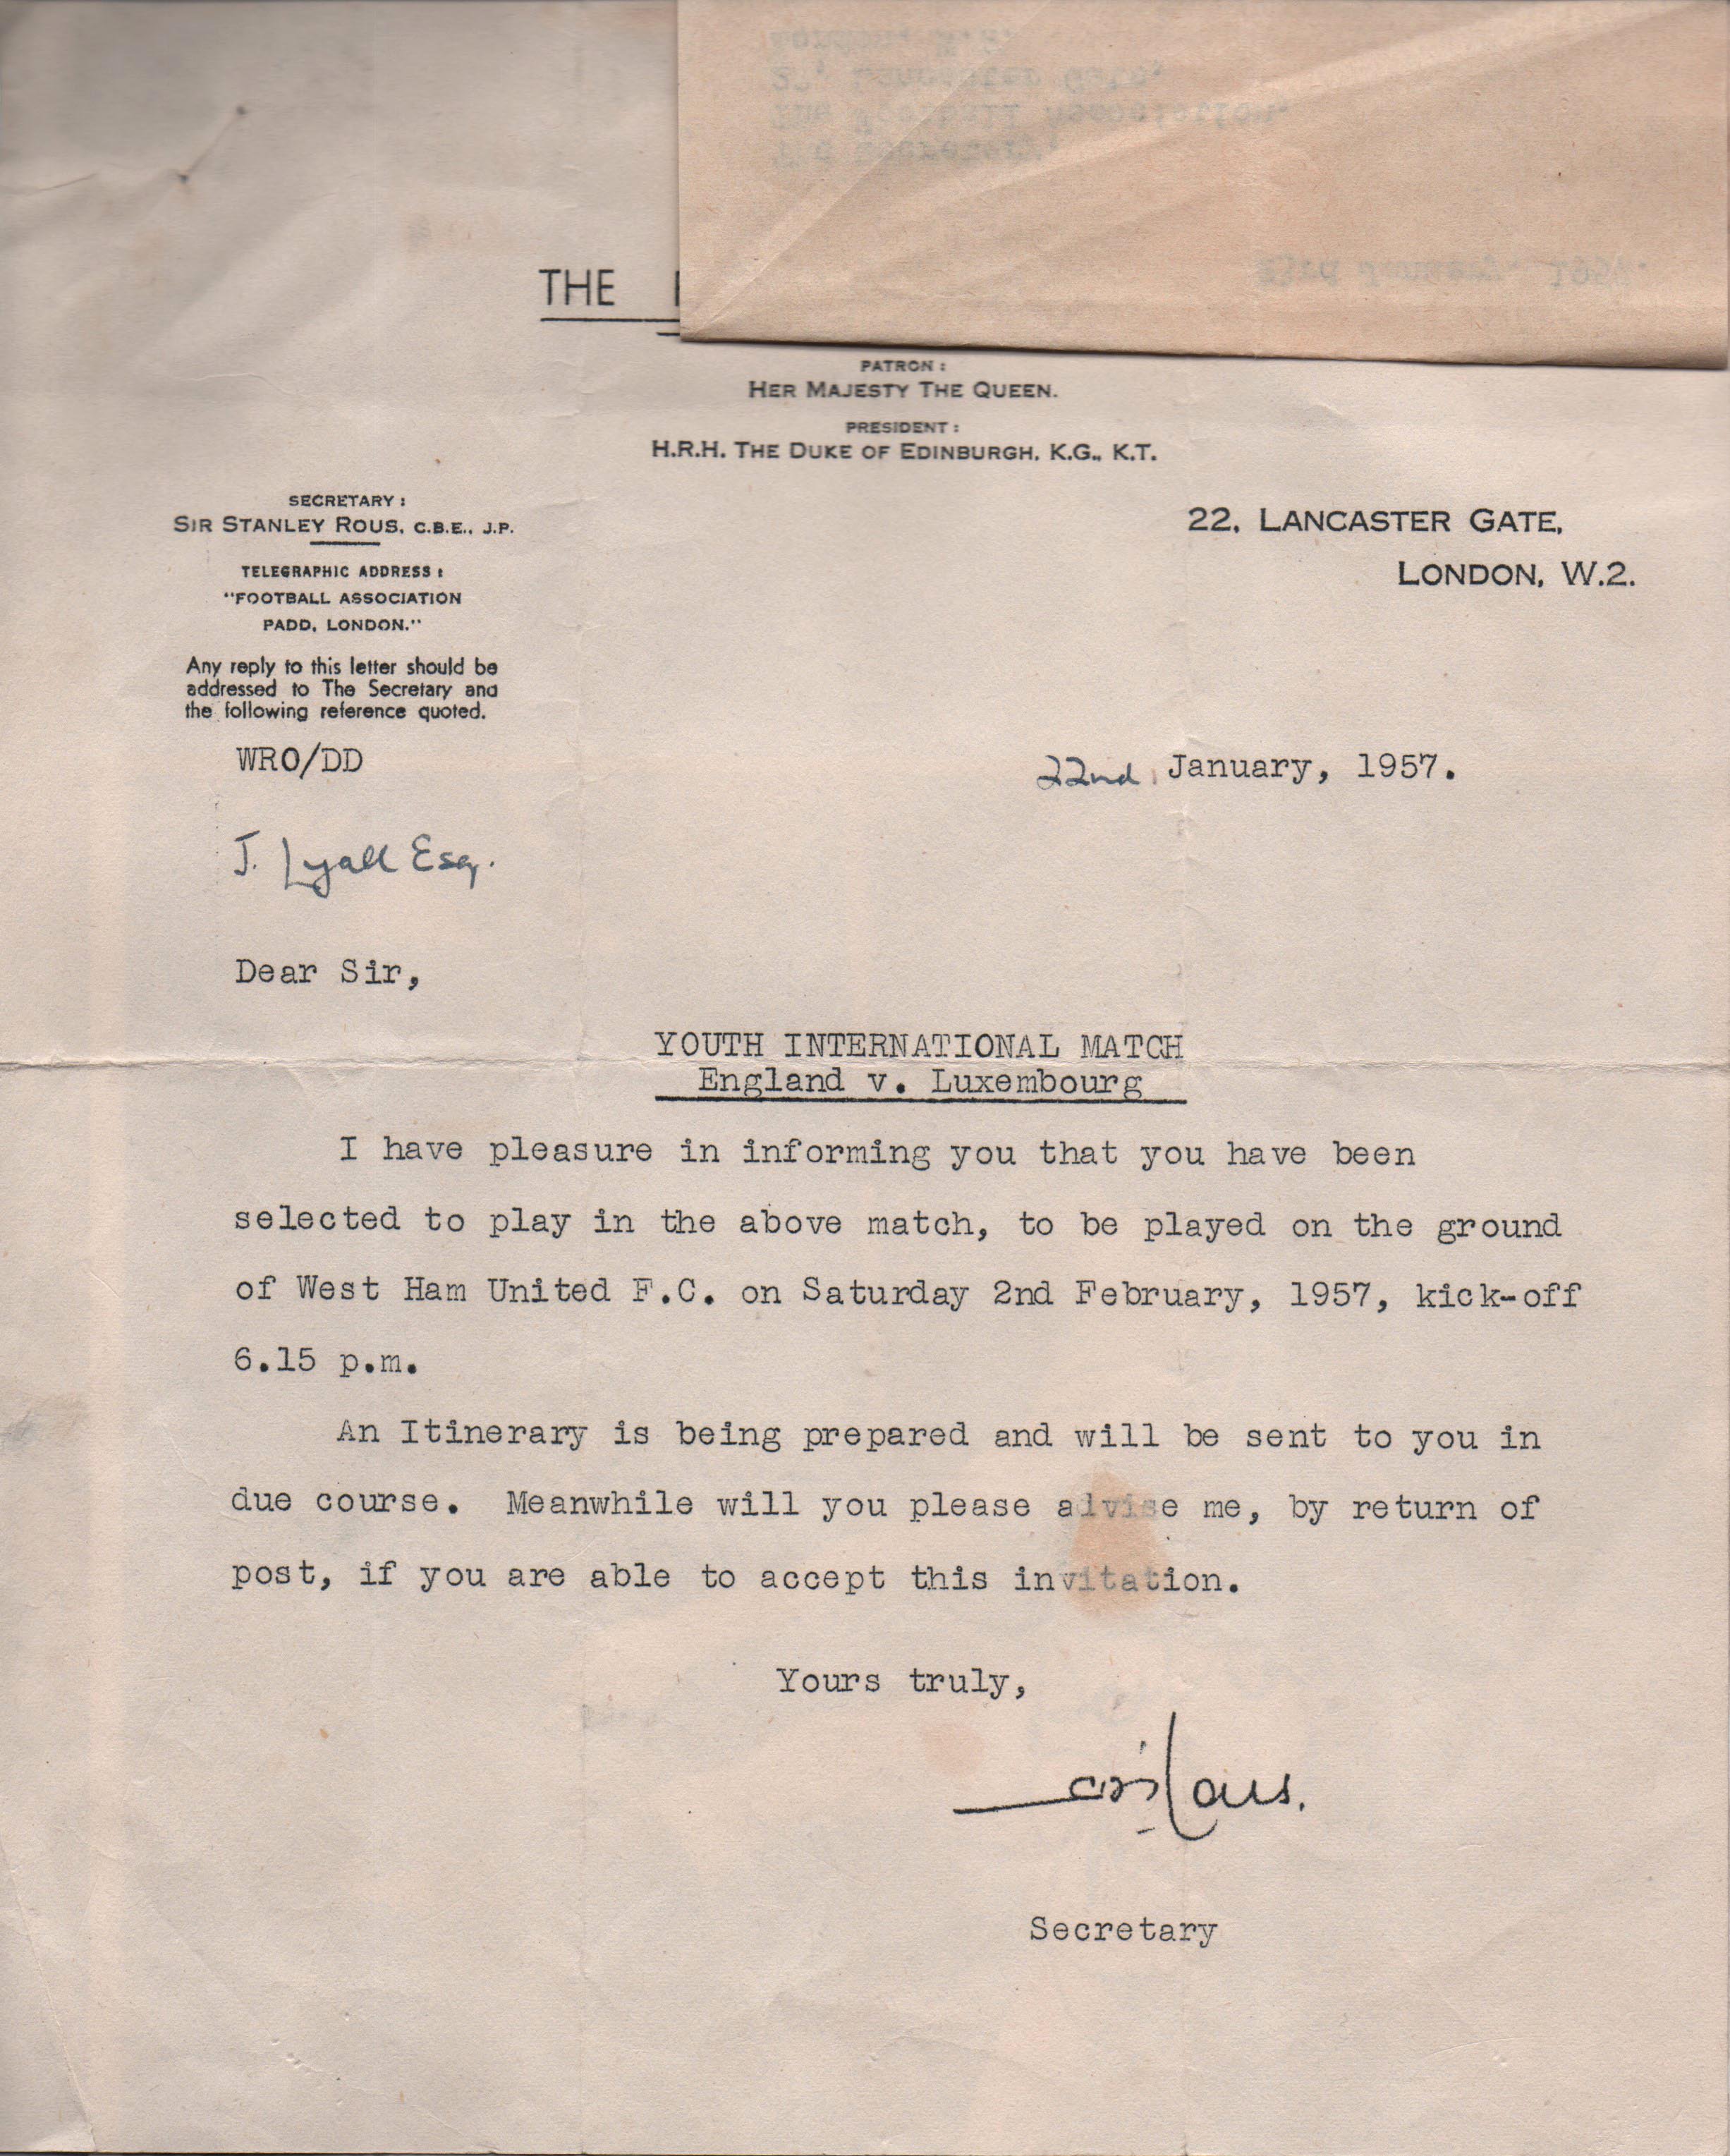 THE
PATRON :
HER MAJESTY THE QUEEN.
PRESIDENT :
H.R.H. THE DUKE OF EDINBURGH, K.G., K.T.
SECRETARY :
SIR STANLEY ROUS, C.B.E., J.P.
TELEGRAPHIC ADDRESS :
"FOOTBALL ASSOCIATION
PADD, LONDON."
Any reply to this letter should be
addressed to The Secretary and
the following reference quoted.
22, LANCASTER GATE,
LONDON, W.2.
WRO/DD
22nd January, 1957.
J. Lyall Esq.
Dear Sir,
YOUTH INTERNATIONAL MATCH
England v. Luxembourg
I have pleasure in informing you that you have been
selected to play in the above match, to be played on the ground
of West Ham United F.C. on Saturday 2nd February, 1957, kick-off
6.15 p.m.
An Itinerary is being prepared and will be sent to you in
due course. Meanwhile will you please advise me, by return of
post, if you are able to accept this invitation.
Yours truly,
Secretary